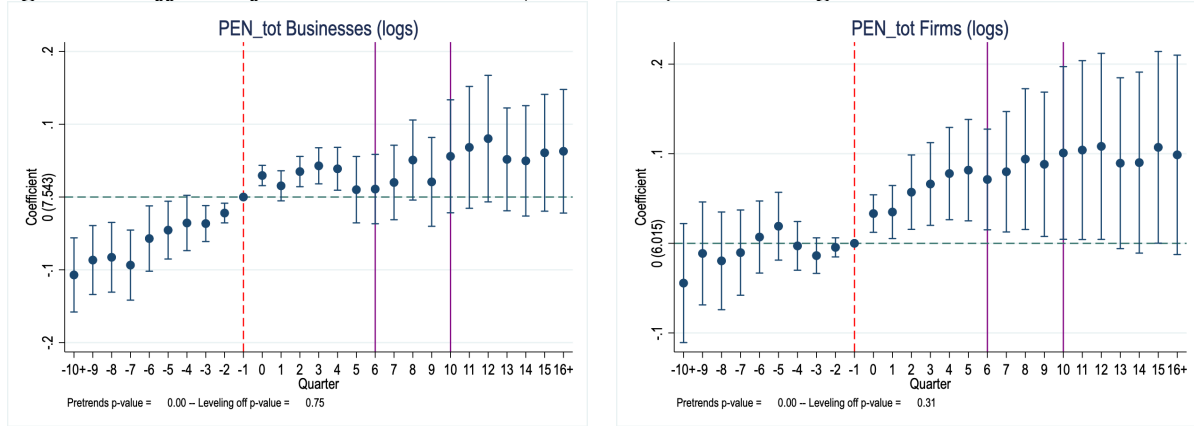 PEN_tot Businesses (logs)
.2
.1
0 (7.543)
-.1
-.2
Coefficient
-10+ -9 -8 -7 -6 -5 -4 -3 -2 -1 0 1 2 3 4 5 6 7 8 9 10 11 12 13 14 15 16+
Quarter
Pretrends p-value = 0.00 -- Leveling off p-value = 0.75
PEN_tot Firms (logs)
.2
.1
0 (6.015)
-.1
Coefficient
-10+ -9 -8 -7 -6 -5 -4 -3 -2 -1 0 1 2 3 4 5 6 7 8 9 10 11 12 13 14 15 16+
Quarter
Pretrends p-value = 0.00 -- Leveling off p-value = 0.31